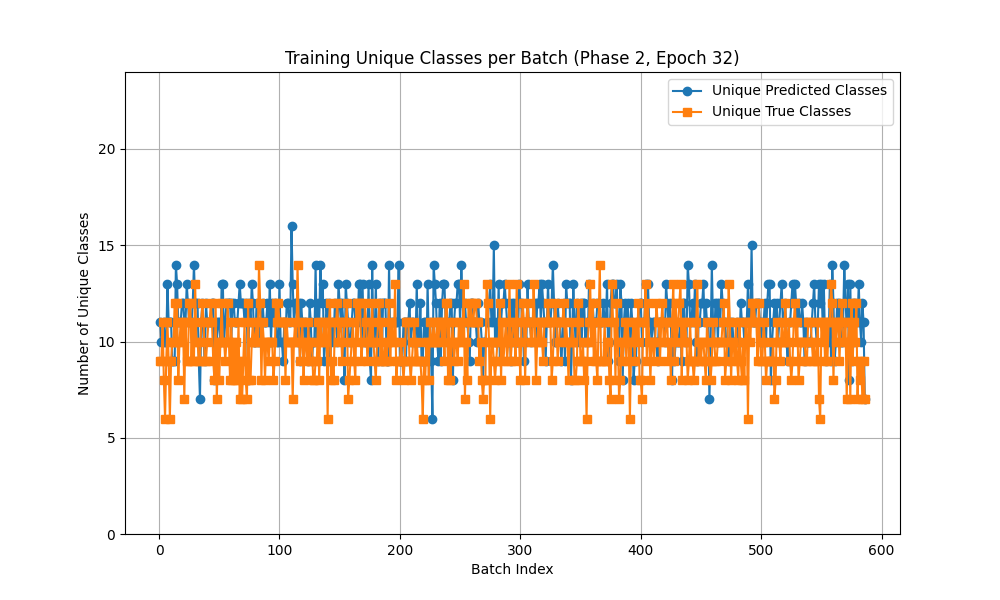 Training Unique Classes per Batch (Phase 2, Epoch 32)
Unique Predicted Classes
Unique True Classes
Number of Unique Classes
20
15
10
5
0
0 100 200 300 400 500 600
Batch Index